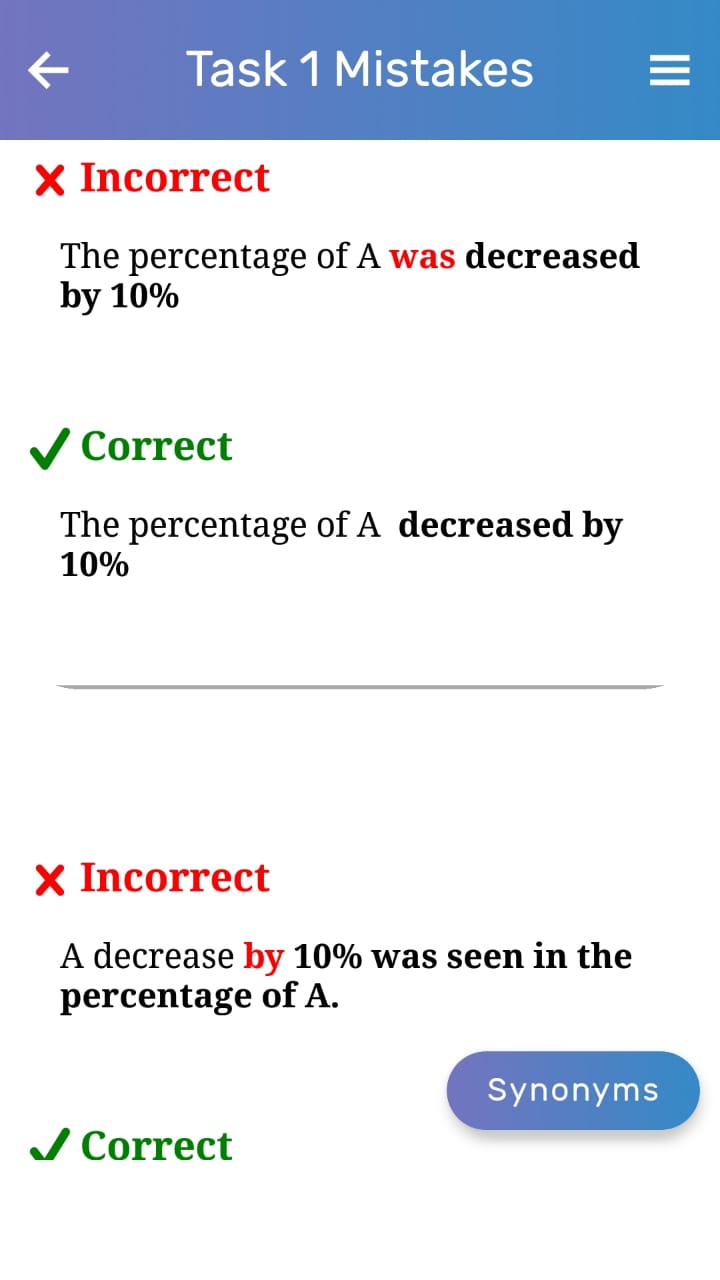 Task 1 Mistakes
Incorrect
The percentage of A was decreased
by 10%
Correct
The percentage of A decreased by
10%
Incorrect
A decrease by 10% was seen in the
percentage of A.
Synonyms
Correct